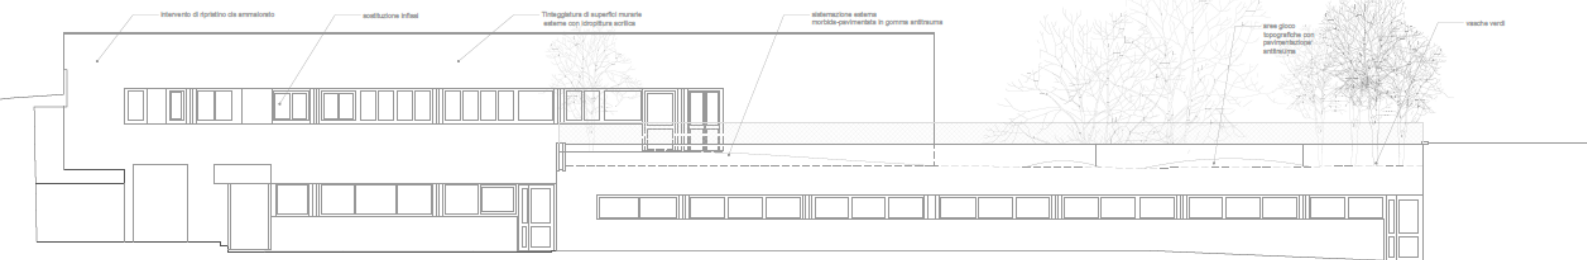 intervento di ripristino cls ammalorato
sostituzione infissi
Tinteggiatura di superfici murarie
esterne con idropittura acrilica
sistemazione esterna
morbida-pavimentata in gomma antitrauma
aree gioco
topografiche con
pavimentazione
antitrauma
vasche verdi